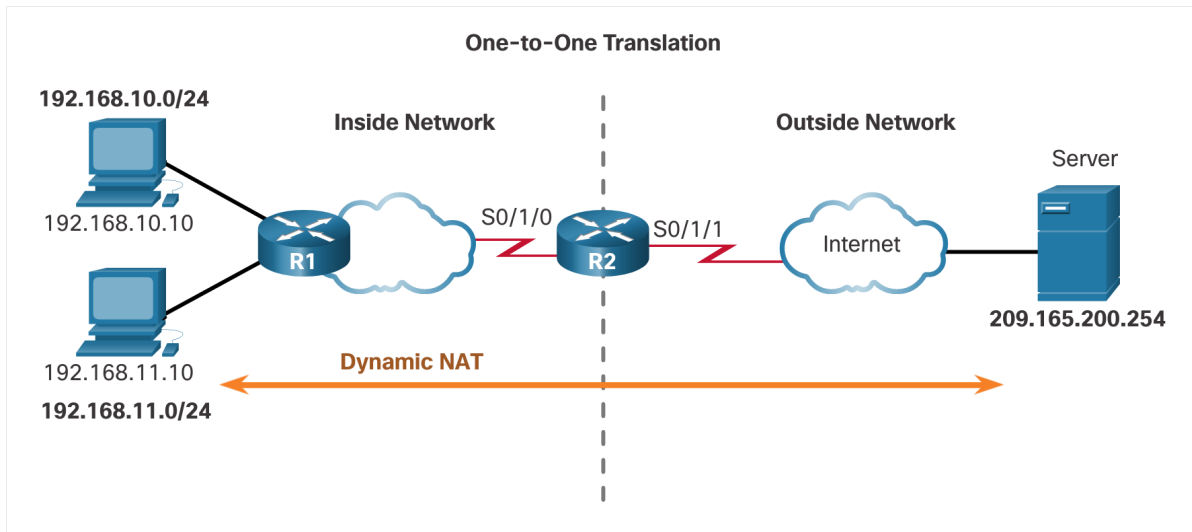 One-to-One Translation
192.168.10.0/24
Inside Network
Outside Network
Server
192.168.10.10
R1
S0/1/0
R2
S0/1/1
Internet
209.165.200.254
192.168.11.10
192.168.11.0/24
Dynamic NAT